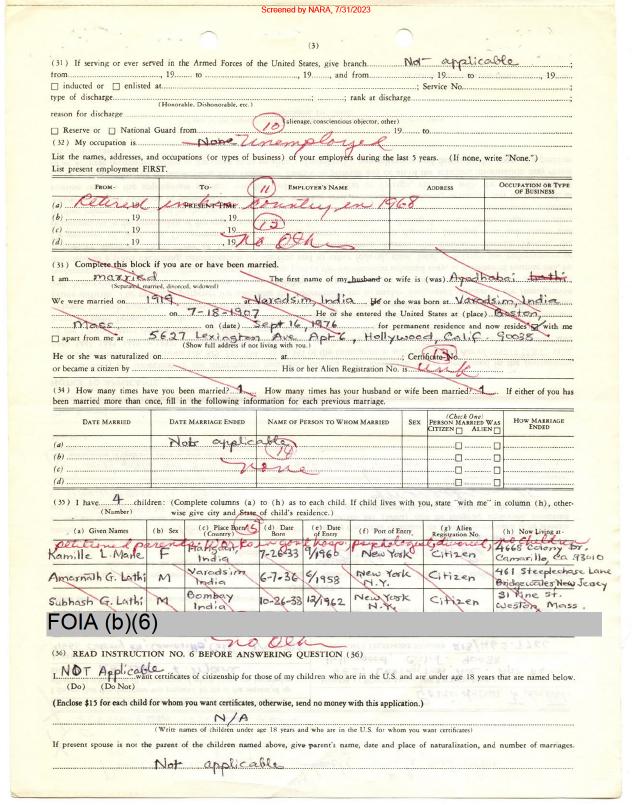 Screened by NARA, 7/31/2023
(3)
(31) If serving or ever served in the Armed Forces of the United States, give branch Not applicable ;
from , 19 to , 19 , and from , 19 to , 19 ;
☐ inducted or ☐ enlisted at ; Service No. ;
type of discharge ; ; rank at discharge ;
(Honorable, Dishonorable, etc.)
reason for discharge
(alienage, conscientious objector, other)
☐ Reserve or ☐ National Guard from 19 to
10
(32) My occupation is None Unemployed
List the names, addresses, and occupations (or types of business) of your employers during the last 5 years. (If none, write "None.")
List present employment FIRST.
FROM- TO- 11 EMPLOYER'S NAME ADDRESS OCCUPATION OR TYPE OF BUSINESS
(a) Retired in PRESENT TIME country in 1968
(b) , 19 , 19
(c) , 19 , 19
(d) , 19 , 19 No Oth
(33) Complete this block if you are or have been married.
I am married The first name of my husband or wife is (was) Ayodhabai Lathi
(Separated, married, divorced, widowed)
We were married on 1919 at Varodsim, India He or she was born at Varodsim, India
on 7-18-1907 He or she entered the United States at (place) Boston,
Mass on (date) Sept 16, 1976 for permanent residence and now resides with me
☐ apart from me at 5627 Lexington Ave Apt 6, Hollywood, Calif. 90038
(Show full address if not living with you.)
He or she was naturalized on at ; Certificate No.
or became a citizen by His or her Alien Registration No. is unk
(34) How many times have you been married? 1 How many times has your husband or wife been married? 1 If either of you has
been married more than once, fill in the following information for each previous marriage.
DATE MARRIED DATE MARRIAGE ENDED NAME OF PERSON TO WHOM MARRIED SEX (Check One) PERSON MARRIED WAS CITIZEN ☐ ALIEN ☐ HOW MARRIAGE ENDED
(a) Not applicable ☐ ☐
(b) 14 ☐ ☐
(c) none ☐ ☐
(d) ☐ ☐
(35) I have 4 children: (Complete columns (a) to (h) as to each child. If child lives with you, state "with me" in column (h), other-
(Number) wise give city and State of child's residence.)
(a) Given Names (b) Sex (c) Place Born (Country) 15 (d) Date Born (e) Date of Entry (f) Port of Entry (g) Alien Registration No. (h) Now Living at-
petitioned parents psychologist, divorced, no children
Kamille L. Mane F India 7-26-33 9/1960 New York Citizen 4668 Colony Dr. Camarillo, Ca. 93010
Amarnath G. Lathi M Varodsim India 6-7-36 9/1958 New York N.Y. Citizen 461 Steeplechase Lane Bridgewater, New Jersey
Subhash G. Lathi M Bombay India 10-26-38 12/1962 New York N.Y. Citizen 31 Pine St. Weston, Mass.
FOIA (b)(6)
no Oth
(36) READ INSTRUCTION NO. 6 BEFORE ANSWERING QUESTION (36)
I NOT Applicable want certificates of citizenship for those of my children who are in the U.S. and are under age 18 years that are named below.
(Do) (Do Not)
(Enclose $15 for each child for whom you want certificates, otherwise, send no money with this application.)
N/A
(Write names of children under age 18 years and who are in the U.S. for whom you want certificates)
If present spouse is not the parent of the children named above, give parent's name, date and place of naturalization, and number of marriages.
Not applicable